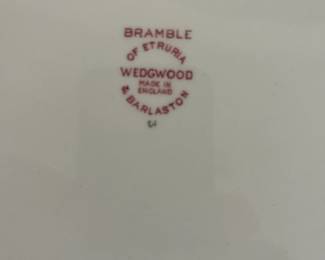 BRAMBLE
OF ETRURIA
WEDGWOOD
MADE IN
ENGLAND
& BARLASTON